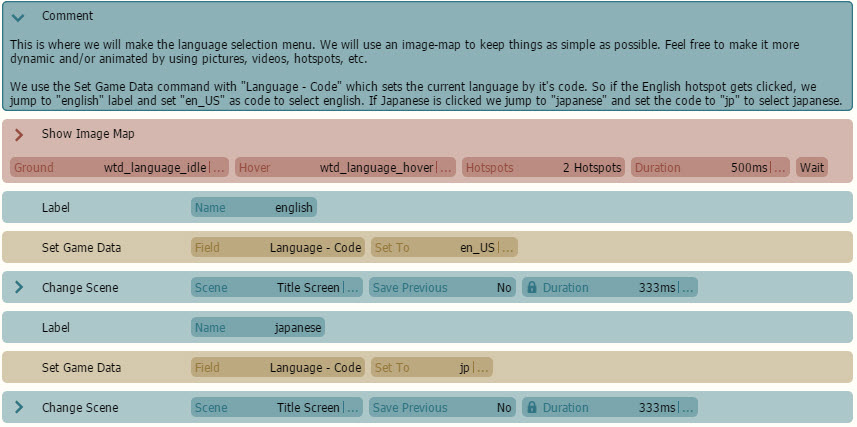 Comment
This is where we will make the language selection menu. We will use an image-map to keep things as simple as possible. Feel free to make it more
dynamic and/or animated by using pictures, videos, hotspots, etc.
We use the Set Game Data command with "Language - Code" which sets the current language by it's code. So if the English hotspot gets clicked, we
jump to "english" label and set "en_US" as code to select english. If Japanese is clicked we jump to "japanese" and set the code to "jp" to select japanese.
Show Image Map
Ground wtd_language_idle|... Hover wtd_language_hover|... Hotspots 2 Hotspots Duration 500ms|... Wait
Label Name english
Set Game Data Field Language - Code Set To en_US|...
Change Scene Scene Title Screen|... Save Previous No Duration 333ms|...
Label Name japanese
Set Game Data Field Language - Code Set To jp|...
Change Scene Scene Title Screen|... Save Previous No Duration 333ms|...